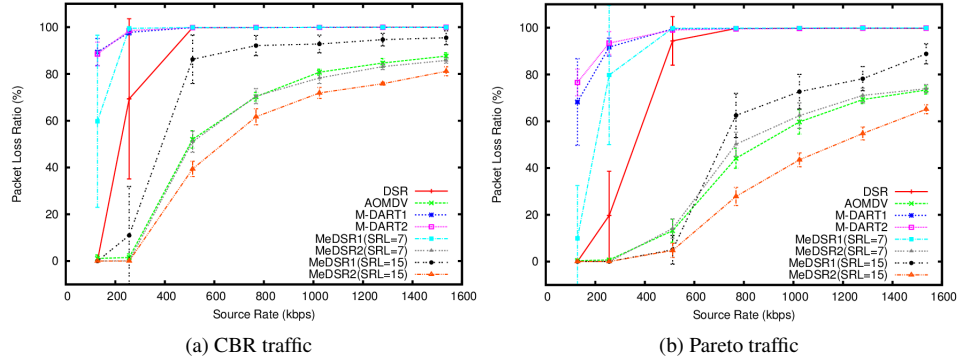 Packet Loss Ratio (%)
100
80
60
40
20
0
DSR
AOMDV
M-DART1
M-DART2
MeDSR1(SRL=7)
MeDSR2(SRL=7)
MeDSR1(SRL=15)
MeDSR2(SRL=15)
0 200 400 600 800 1000 1200 1400 1600
Source Rate (kbps)
(a) CBR traffic
Packet Loss Ratio (%)
100
80
60
40
20
0
DSR
AOMDV
M-DART1
M-DART2
MeDSR1(SRL=7)
MeDSR2(SRL=7)
MeDSR1(SRL=15)
MeDSR2(SRL=15)
0 200 400 600 800 1000 1200 1400 1600
Source Rate (kbps)
(b) Pareto traffic